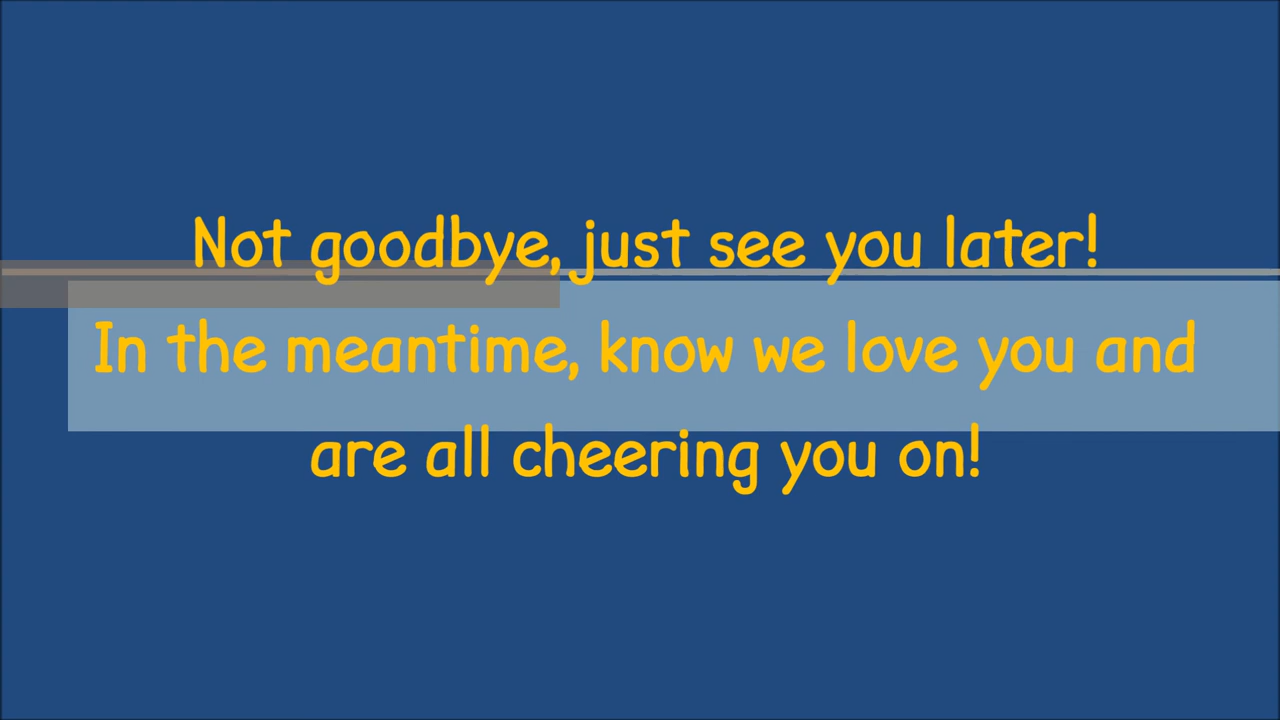 Not goodbye, just see you later!
In the meantime, know we love you and
are all cheering you on!